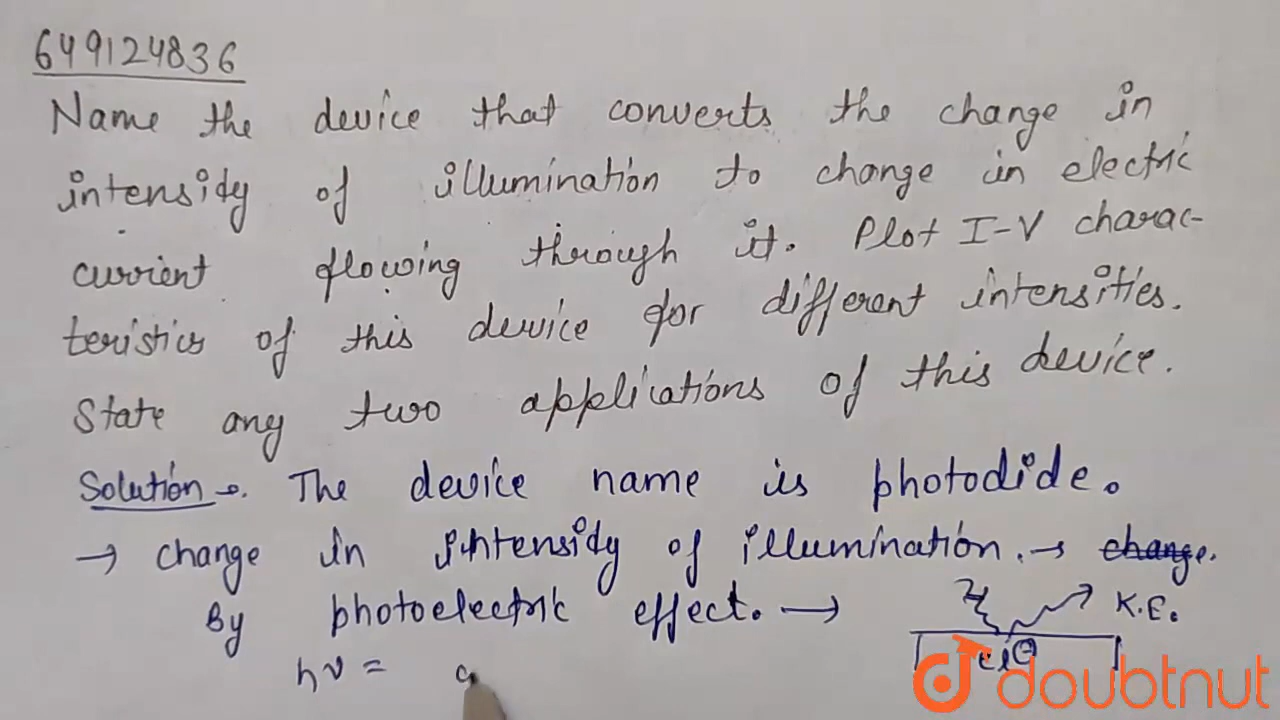 649124836
Name the device that converts the change in
intensity of illumination to change in electric
current flowing through it. Plot I-V charac-
teristics of this device for different intensities.
State any two applications of this device.
Solution →. The device name is photodide.
→ change in intensity of illumination. → change.
By photoelectric effect. →
K.E.
hν =
doubtnut